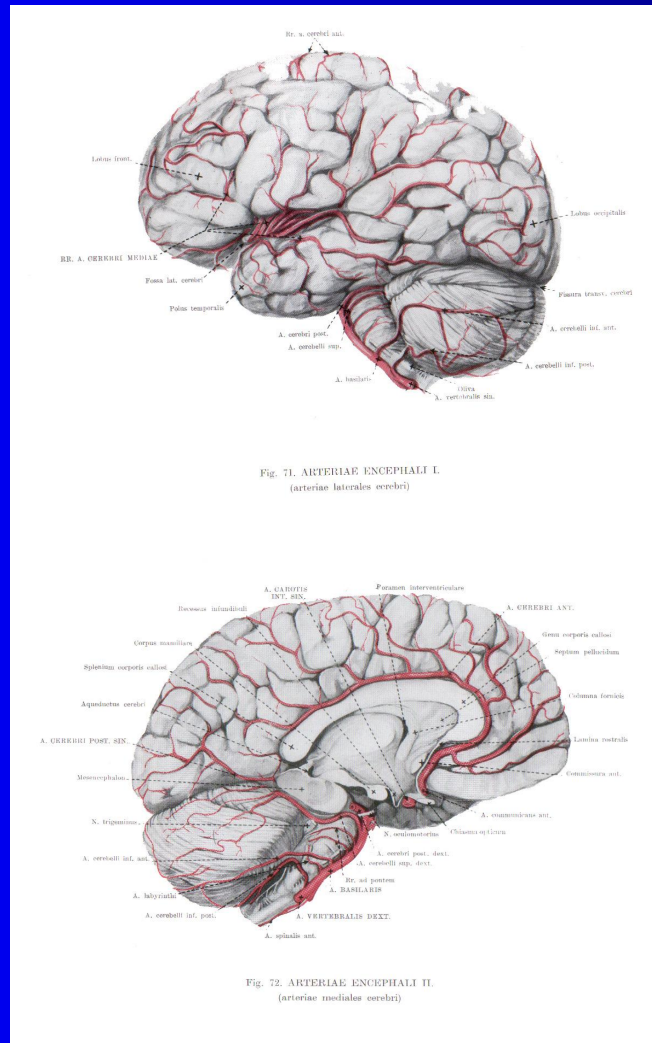 Rr. a. cerebri ant.
Lobus front.
Lobus occipitalis
RR. A. CEREBRI MEDIAE
Fossa lat. cerebri
Polus temporalis
Fissura transv. cerebri
A. cerebri post.
A. cerebelli sup.
A. cerebelli inf. ant.
A. cerebelli inf. post.
A. basilaris
Oliva
A. vertebralis sin.
Fig. 71. ARTERIAE ENCEPHALI I.
(arteriae laterales cerebri)
A. CAROTIS
INT. SIN.
Foramen interventriculare
Recessus infundibuli
A. CEREBRI ANT.
Corpus mamillare
Genu corporis callosi
Septum pellucidum
Splenium corporis callosi
Aquaeductus cerebri
Columna fornicis
A. CEREBRI POST. SIN.
Lamina rostralis
Mesencephalon
Commissura ant.
A. communicans ant.
N. trigeminus
N. oculomotorius
Chiasma opticum
A. cerebelli inf. ant.
A. cerebri post. dext.
A. cerebelli sup. dext.
Rr. ad pontem
A. labyrinthi
A. BASILARIS
A. cerebelli inf. post.
A. VERTEBRALIS DEXT.
A. spinalis ant.
Fig. 72. ARTERIAE ENCEPHALI II.
(arteriae mediales cerebri)